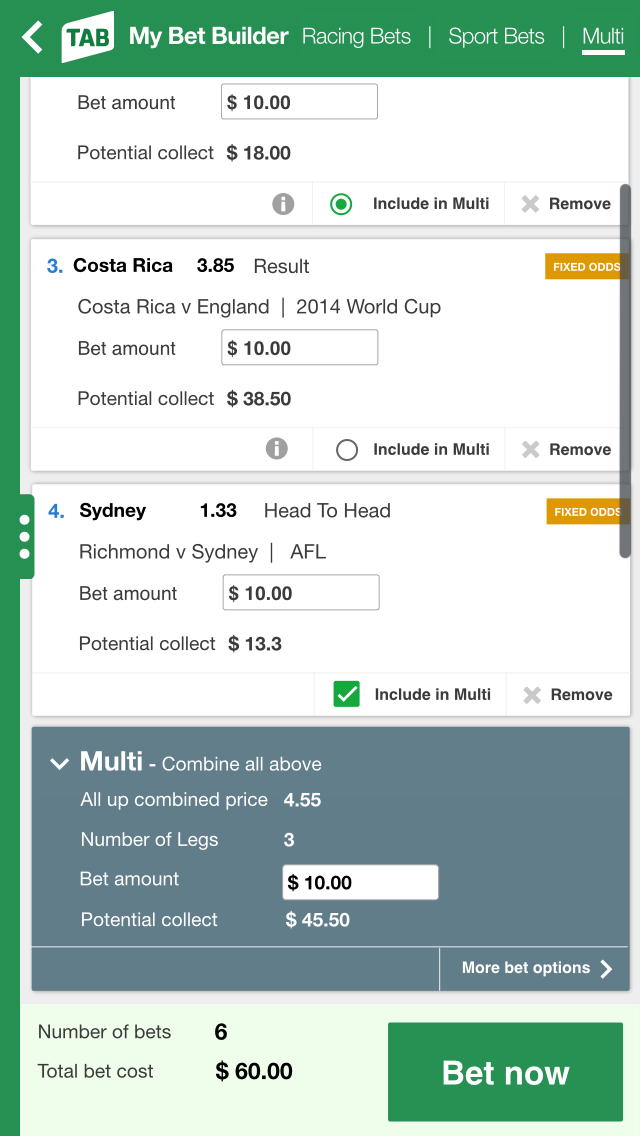 TAB My Bet Builder Racing Bets | Sport Bets | Multi
Bet amount $ 10.00
Potential collect $ 18.00
i Include in Multi Remove
3. Costa Rica 3.85 Result FIXED ODDS
Costa Rica v England | 2014 World Cup
Bet amount $ 10.00
Potential collect $ 38.50
i Include in Multi Remove
4. Sydney 1.33 Head To Head FIXED ODDS
Richmond v Sydney | AFL
Bet amount $ 10.00
Potential collect $ 13.3
Include in Multi Remove
Multi - Combine all above
All up combined price 4.55
Number of Legs 3
Bet amount $ 10.00
Potential collect $ 45.50
More bet options
Number of bets 6
Total bet cost $ 60.00
Bet now